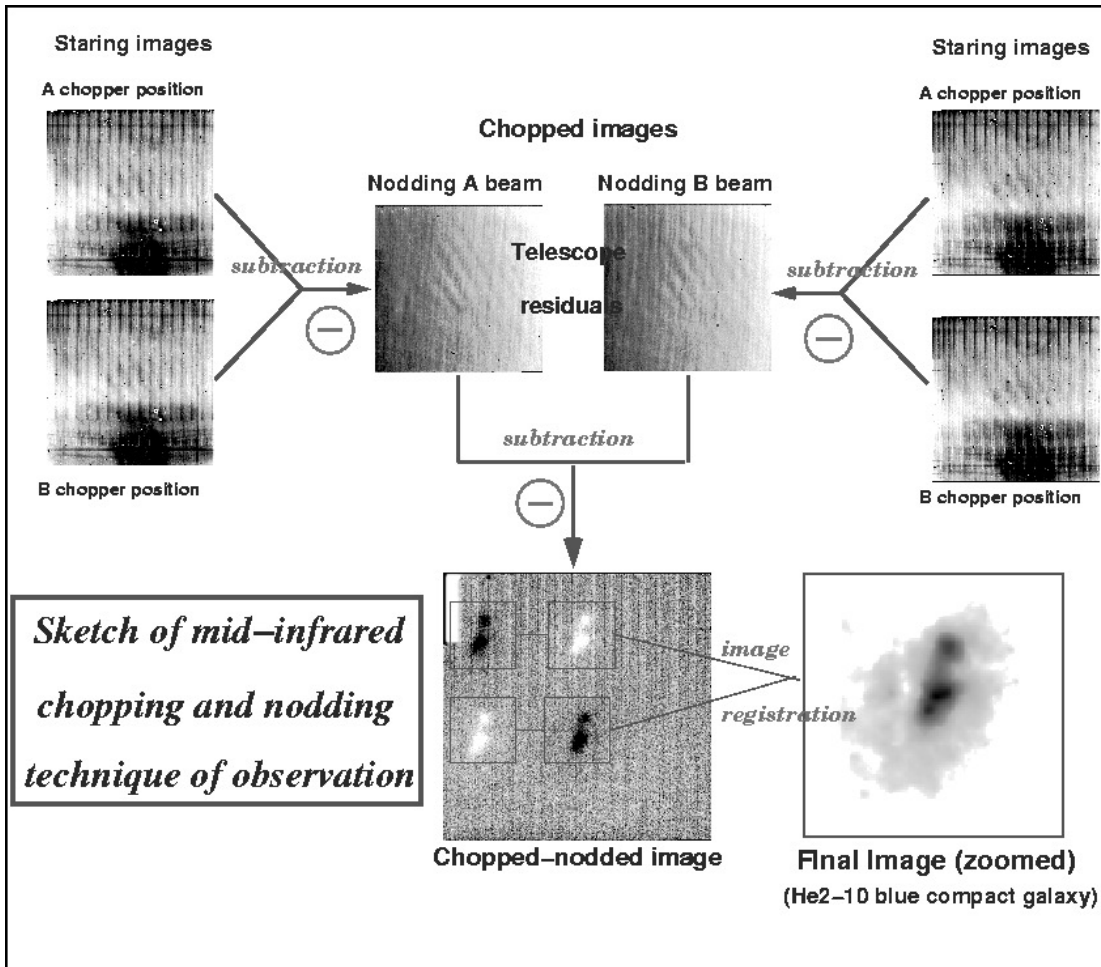 Staring images
A chopper position
B chopper position
subtraction
Chopped images
Nodding A beam
Nodding B beam
Telescope
residuals
Staring images
A chopper position
B chopper position
subtraction
subtraction
Sketch of mid–infrared
chopping and nodding
technique of observation
Chopped–nodded image
image
registration
Final Image (zoomed)
(He2–10 blue compact galaxy)